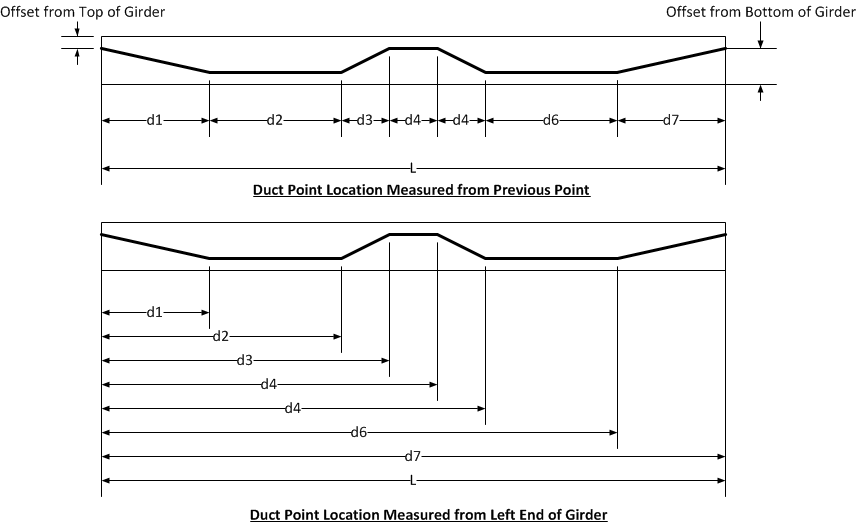 Offset from Top of Girder
Offset from Bottom of Girder
d1 d2 d3 d4 d4 d6 d7
L
Duct Point Location Measured from Previous Point
d1
d2
d3
d4
d4
d6
d7
L
Duct Point Location Measured from Left End of Girder